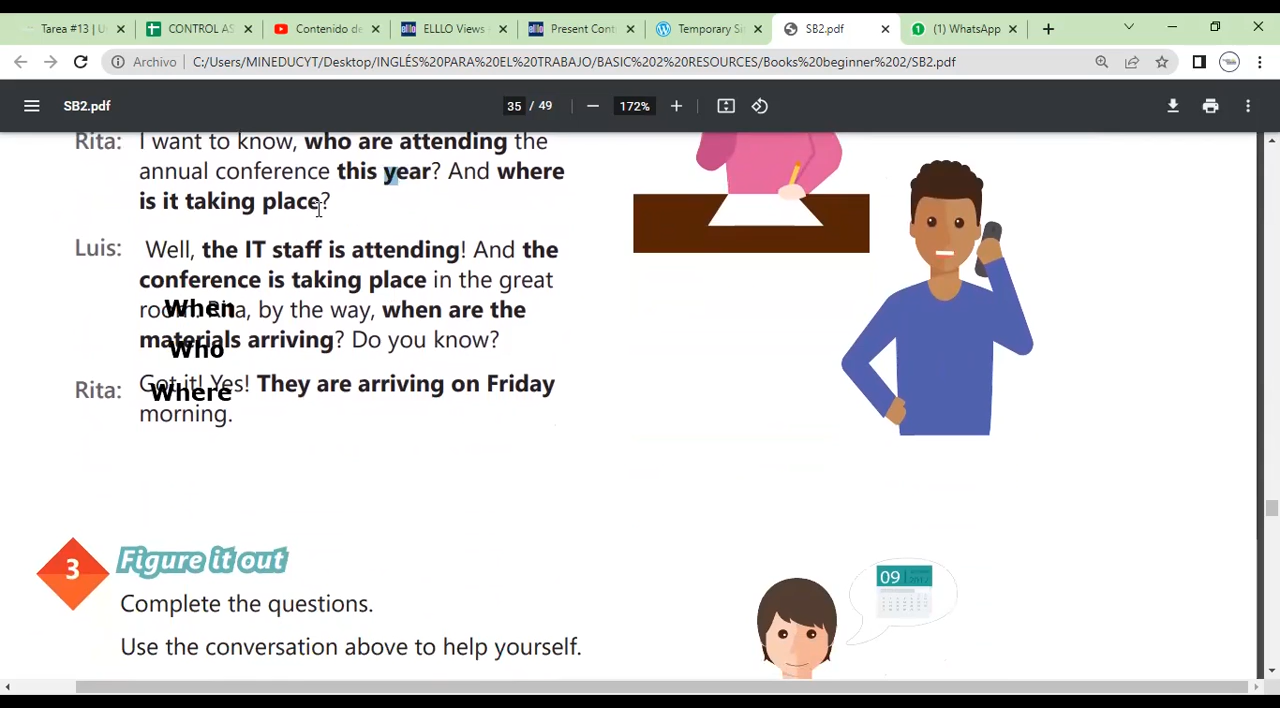 Tarea #13 | U
CONTROL AS
Contenido de
ELLLO Views
Present Cont
Temporary Si
SB2.pdf
(1) WhatsApp
Archivo
C:/Users/MINEDUCYT/Desktop/INGLÉS%20PARA%20EL%20TRABAJO/BASIC%202%20RESOURCES/Books%20beginner%202/SB2.pdf
SB2.pdf
35 / 49
172%
Rita: I want to know, who are attending the
annual conference this year? And where
is it taking place?
Luis: Well, the IT staff is attending! And the
conference is taking place in the great
room. Rita, by the way, when are the
materials arriving? Do you know?
When
Who
Where
Rita: Got it! Yes! They are arriving on Friday
morning.
3
Figure it out
Complete the questions.
Use the conversation above to help yourself.
09